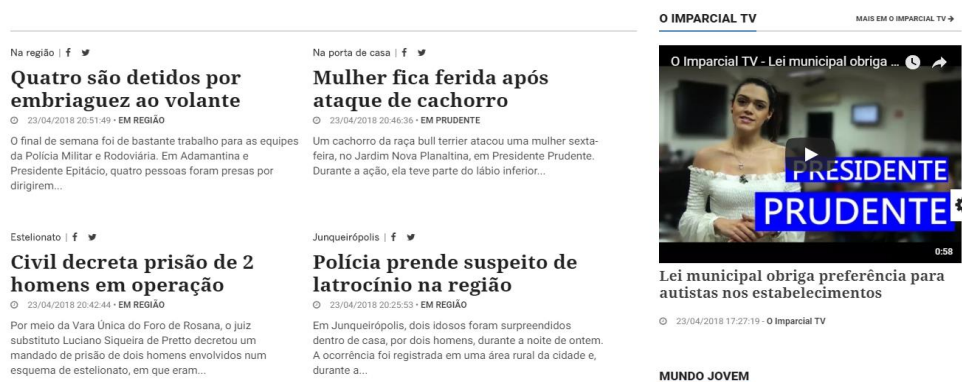 Na região |
Quatro são detidos por
embriaguez ao volante
23/04/2018 20:51:49 • EM REGIÃO
O final de semana foi de bastante trabalho para as equipes
da Polícia Militar e Rodoviária. Em Adamantina e
Presidente Epitácio, quatro pessoas foram presas por
dirigirem...
Na porta de casa |
Mulher fica ferida após
ataque de cachorro
23/04/2018 20:46:36 • EM PRUDENTE
Um cachorro da raça bull terrier atacou uma mulher sexta-
feira, no Jardim Nova Planaltina, em Presidente Prudente.
Durante a ação, ela teve parte do lábio inferior...
Estelionato |
Civil decreta prisão de 2
homens em operação
23/04/2018 20:42:44 • EM REGIÃO
Por meio da Vara Única do Foro de Rosana, o juiz
substituto Luciano Siqueira de Pretto decretou um
mandado de prisão de dois homens envolvidos num
esquema de estelionato, em que eram...
Junqueirópolis |
Polícia prende suspeito de
latrocínio na região
23/04/2018 20:25:53 • EM REGIÃO
Em Junqueirópolis, dois idosos foram surpreendidos
dentro de casa, por dois homens, durante a noite de ontem.
A ocorrência foi registrada em uma área rural da cidade e,
durante a...
O IMPARCIAL TV
MAIS EM O IMPARCIAL TV →
O Imparcial TV - Lei municipal obriga ...
PRESIDENTE
PRUDENTE
0:58
Lei municipal obriga preferência para
autistas nos estabelecimentos
23/04/2018 17:27:19 - O Imparcial TV
MUNDO JOVEM